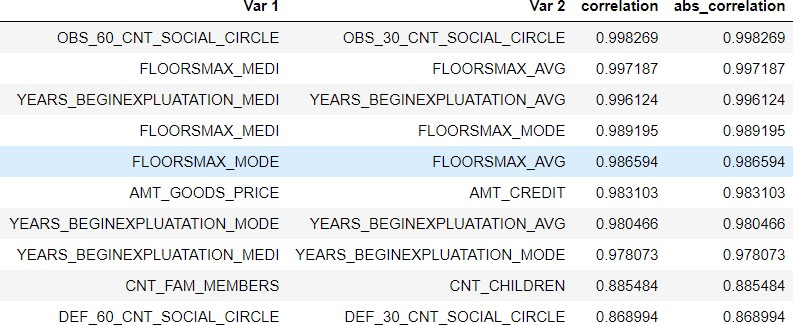 Var 1 Var 2 correlation abs_correlation
OBS_60_CNT_SOCIAL_CIRCLE OBS_30_CNT_SOCIAL_CIRCLE 0.998269 0.998269
FLOORSMAX_MEDI FLOORSMAX_AVG 0.997187 0.997187
YEARS_BEGINEXPLUATATION_MEDI YEARS_BEGINEXPLUATATION_AVG 0.996124 0.996124
FLOORSMAX_MEDI FLOORSMAX_MODE 0.989195 0.989195
FLOORSMAX_MODE FLOORSMAX_AVG 0.986594 0.986594
AMT_GOODS_PRICE AMT_CREDIT 0.983103 0.983103
YEARS_BEGINEXPLUATATION_MODE YEARS_BEGINEXPLUATATION_AVG 0.980466 0.980466
YEARS_BEGINEXPLUATATION_MEDI YEARS_BEGINEXPLUATATION_MODE 0.978073 0.978073
CNT_FAM_MEMBERS CNT_CHILDREN 0.885484 0.885484
DEF_60_CNT_SOCIAL_CIRCLE DEF_30_CNT_SOCIAL_CIRCLE 0.868994 0.868994